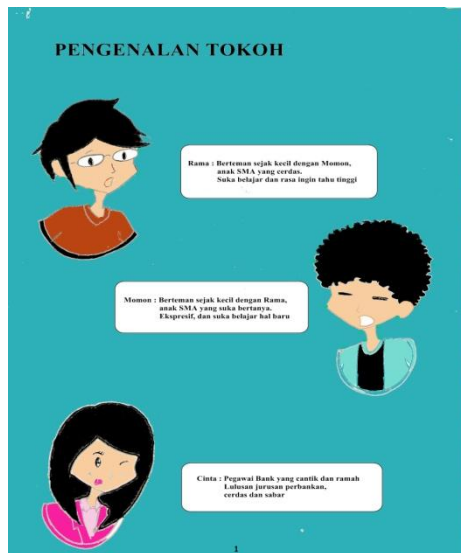 PENGENALAN TOKOH
Rama : Berteman sejak kecil dengan Momon,
anak SMA yang cerdas.
Suka belajar dan rasa ingin tahu tinggi
Momon : Berteman sejak kecil dengan Rama,
anak SMA yang suka bertanya.
Ekspresif, dan suka belajar hal baru
Cinta : Pegawai Bank yang cantik dan ramah
Lulusan jurusan perbankan,
cerdas dan sabar
1